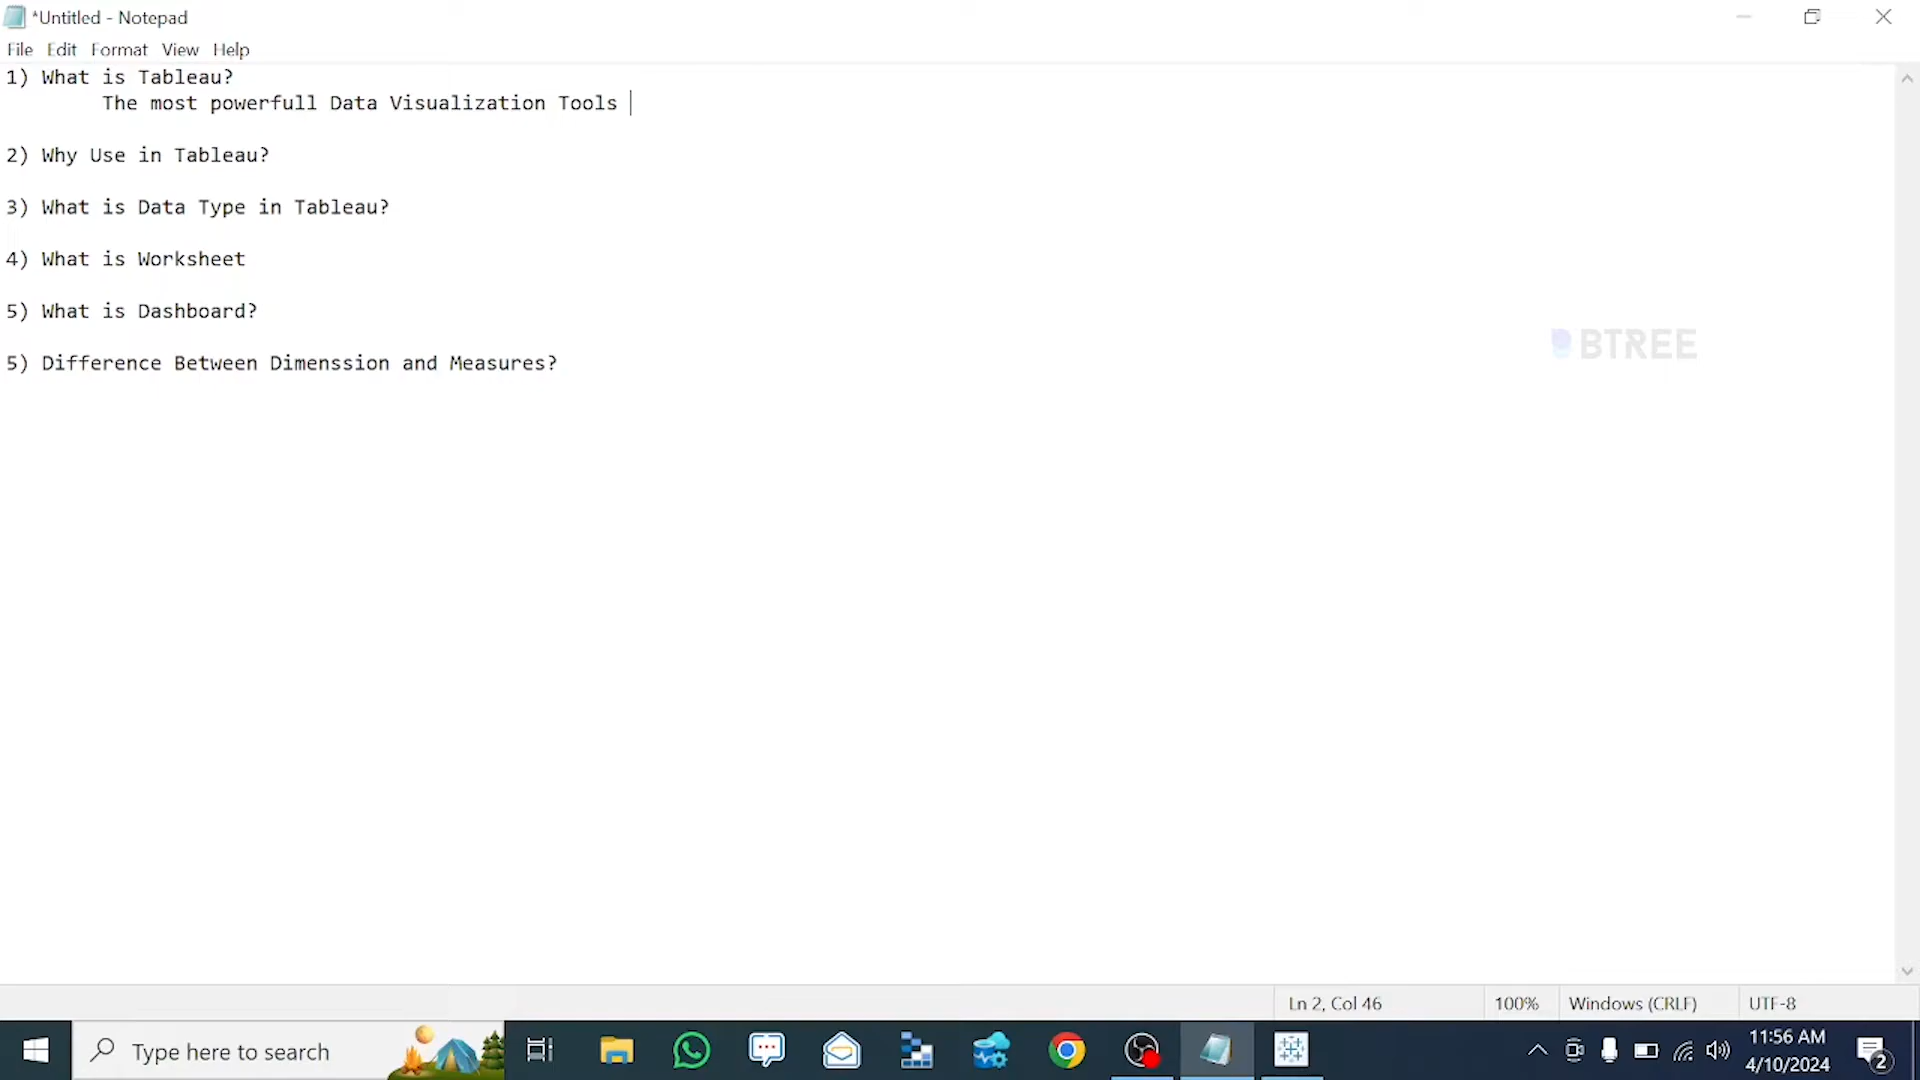 *Untitled - Notepad
File Edit Format View Help
1) What is Tableau?
The most powerfull Data Visualization Tools
2) Why Use in Tableau?
3) What is Data Type in Tableau?
4) What is Worksheet
5) What is Dashboard?
5) Difference Between Dimenssion and Measures?
BTREE
Ln 2, Col 46
100%
Windows (CRLF)
UTF-8
Type here to search
11:56 AM
4/10/2024
2